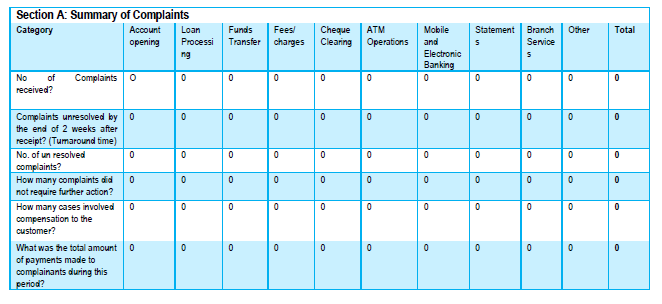 Section A: Summary of Complaints
Category Account opening Loan Processi ng Funds Transfer Fees/ charges Cheque Clearing ATM Operations Mobile and Electronic Banking Statement s Branch Service s Other Total
No of Complaints received? O 0 0 0 0 0 0 0 0 0 0
Complaints unresolved by the end of 2 weeks after receipt? (Turnaround time) 0 0 0 0 0 0 0 0 0 0 0
No. of un resolved complaints? 0 0 0 0 0 0 0 0 0 0 0
How many complaints did not require further action? 0 0 0 0 0 0 0 0 0 0 0
How many cases involved compensation to the customer? 0 0 0 0 0 0 0 0 0 0 0
What was the total amount of payments made to complainants during this period? 0 0 0 0 0 0 0 0 0 0 0